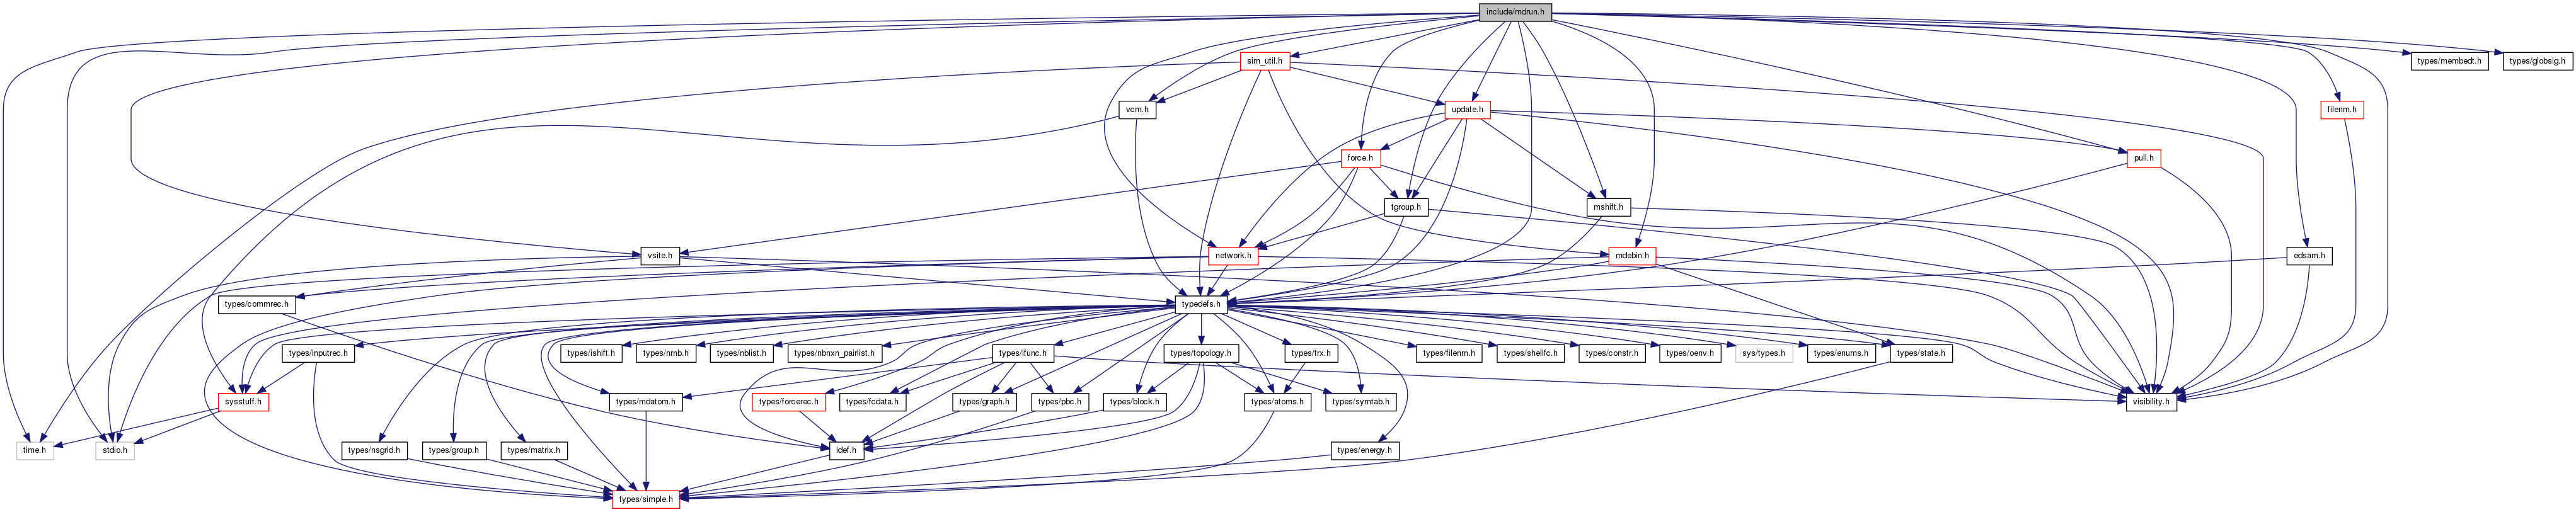 include/mdrun.h
sim_util.h
types/membedt.h
types/globsig.h
vcm.h
update.h
filenm.h
force.h
pull.h
tgroup.h
mshift.h
vsite.h
network.h
mdebin.h
edsam.h
types/commrec.h
typedefs.h
types/inputrec.h
types/ishift.h
types/nrnb.h
types/nblist.h
types/nbnxn_pairlist.h
types/ifunc.h
types/topology.h
types/trx.h
types/filenm.h
types/shellfc.h
types/constr.h
types/oenv.h
sys/types.h
types/enums.h
types/state.h
sysstuff.h
types/mdatom.h
types/forcerec.h
types/fcdata.h
types/graph.h
types/pbc.h
types/block.h
types/atoms.h
types/symtab.h
visibility.h
time.h
stdio.h
types/nsgrid.h
types/group.h
types/matrix.h
idef.h
types/energy.h
types/simple.h